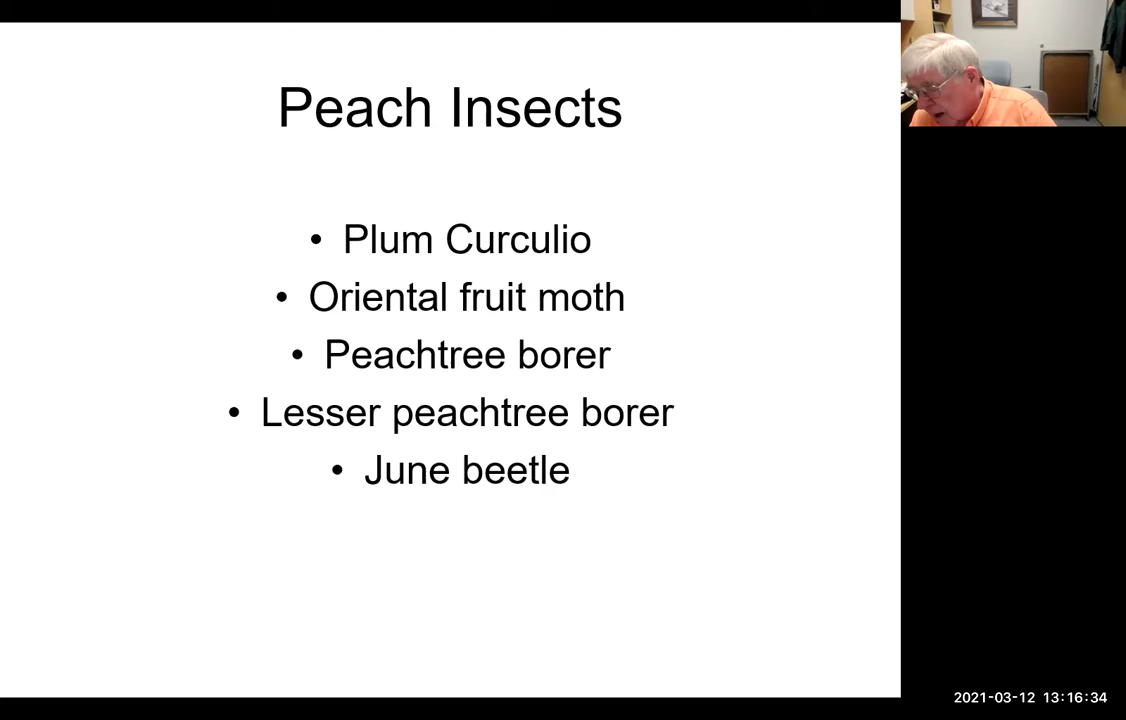 Peach Insects
• Plum Curculio
• Oriental fruit moth
• Peachtree borer
• Lesser peachtree borer
• June beetle
2021-03-12 13:16:34